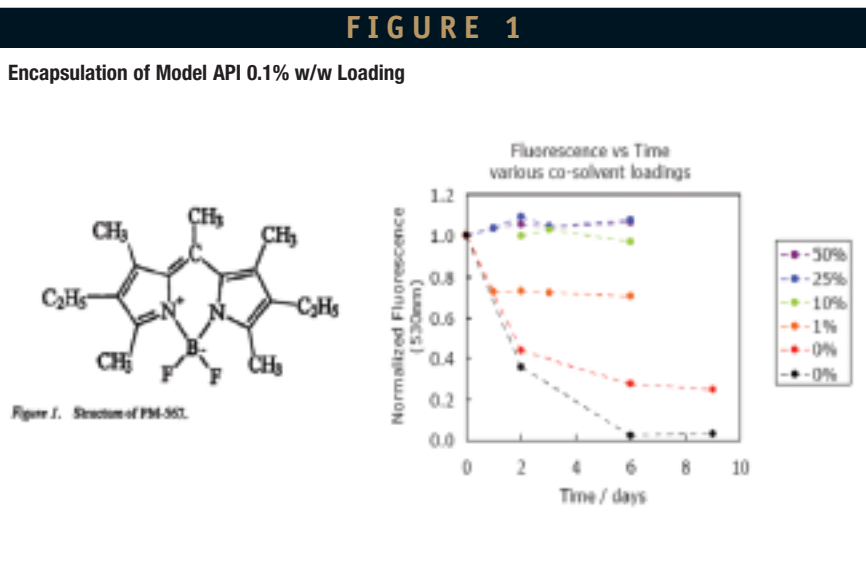 FIGURE 1
Encapsulation of Model API 0.1% w/w Loading
CH₃
CH₃
CH₃
C
C₂H₅
N⁺
N
C₂H₅
CH₃
B⁻
CH₃
F
F
Figure 1. Structure of PM-567.
Fluorescence vs Time
various co-solvent loadings
Normalized Fluorescence
(530nm)
1.2
1.0
0.8
0.6
0.4
0.2
0.0
0 2 4 6 8 10
Time / days
50%
25%
10%
1%
0%
0%